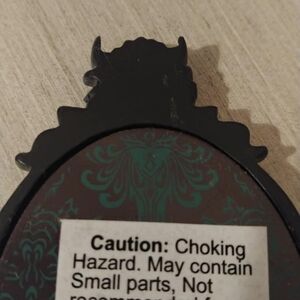 Caution: Choking
Hazard. May contain
Small parts, Not